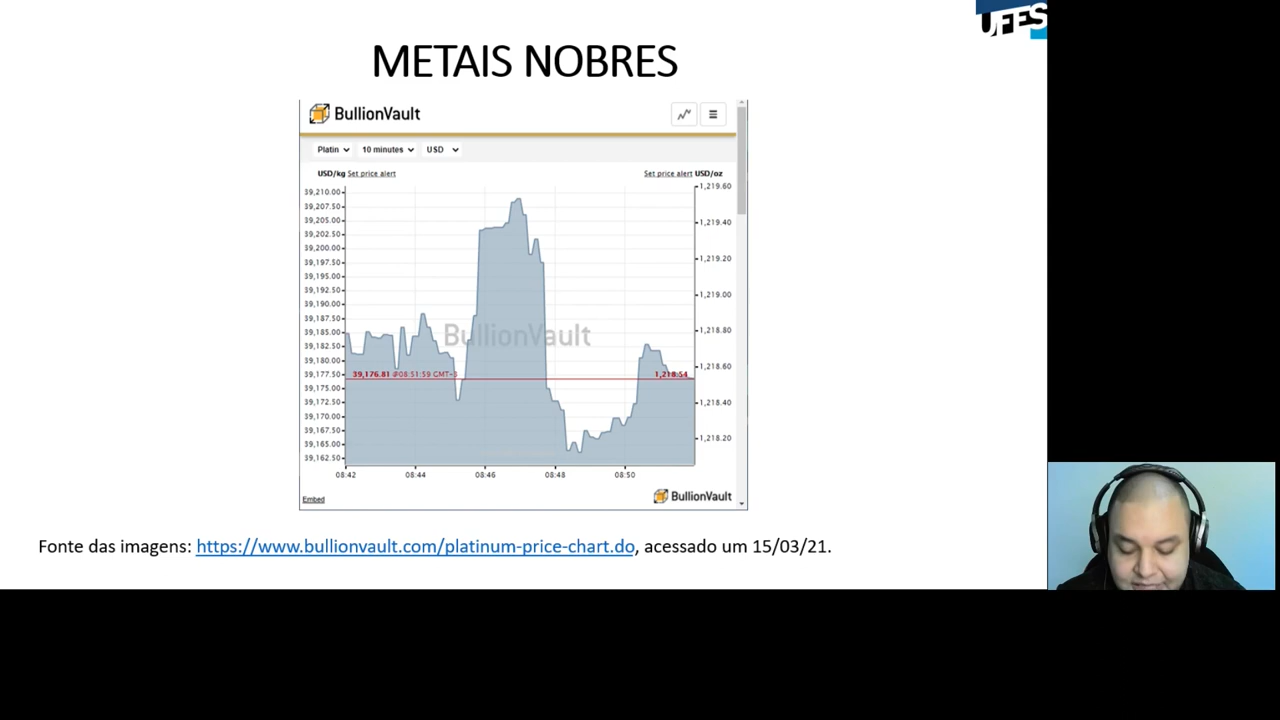 UFES
METAIS NOBRES
BullionVault
Platin 10 minutes USD
USD/kg Set price alert Set price alert USD/oz
39,210.00
39,207.50
39,205.00
39,202.50
39,200.00
39,197.50
39,195.00
39,192.50
39,190.00
39,187.50
39,185.00
39,182.50
39,180.00
39,177.50
39,175.00
39,172.50
39,170.00
39,167.50
39,165.00
39,162.50
1,219.60
1,219.40
1,219.20
1,219.00
1,218.80
1,218.60
1,218.40
1,218.20
BullionVault
39,176.81 @08:51:59 GMT-3 1,218.54
08:42 08:44 08:46 08:48 08:50
Embed BullionVault
Fonte das imagens: https://www.bullionvault.com/platinum-price-chart.do, acessado um 15/03/21.